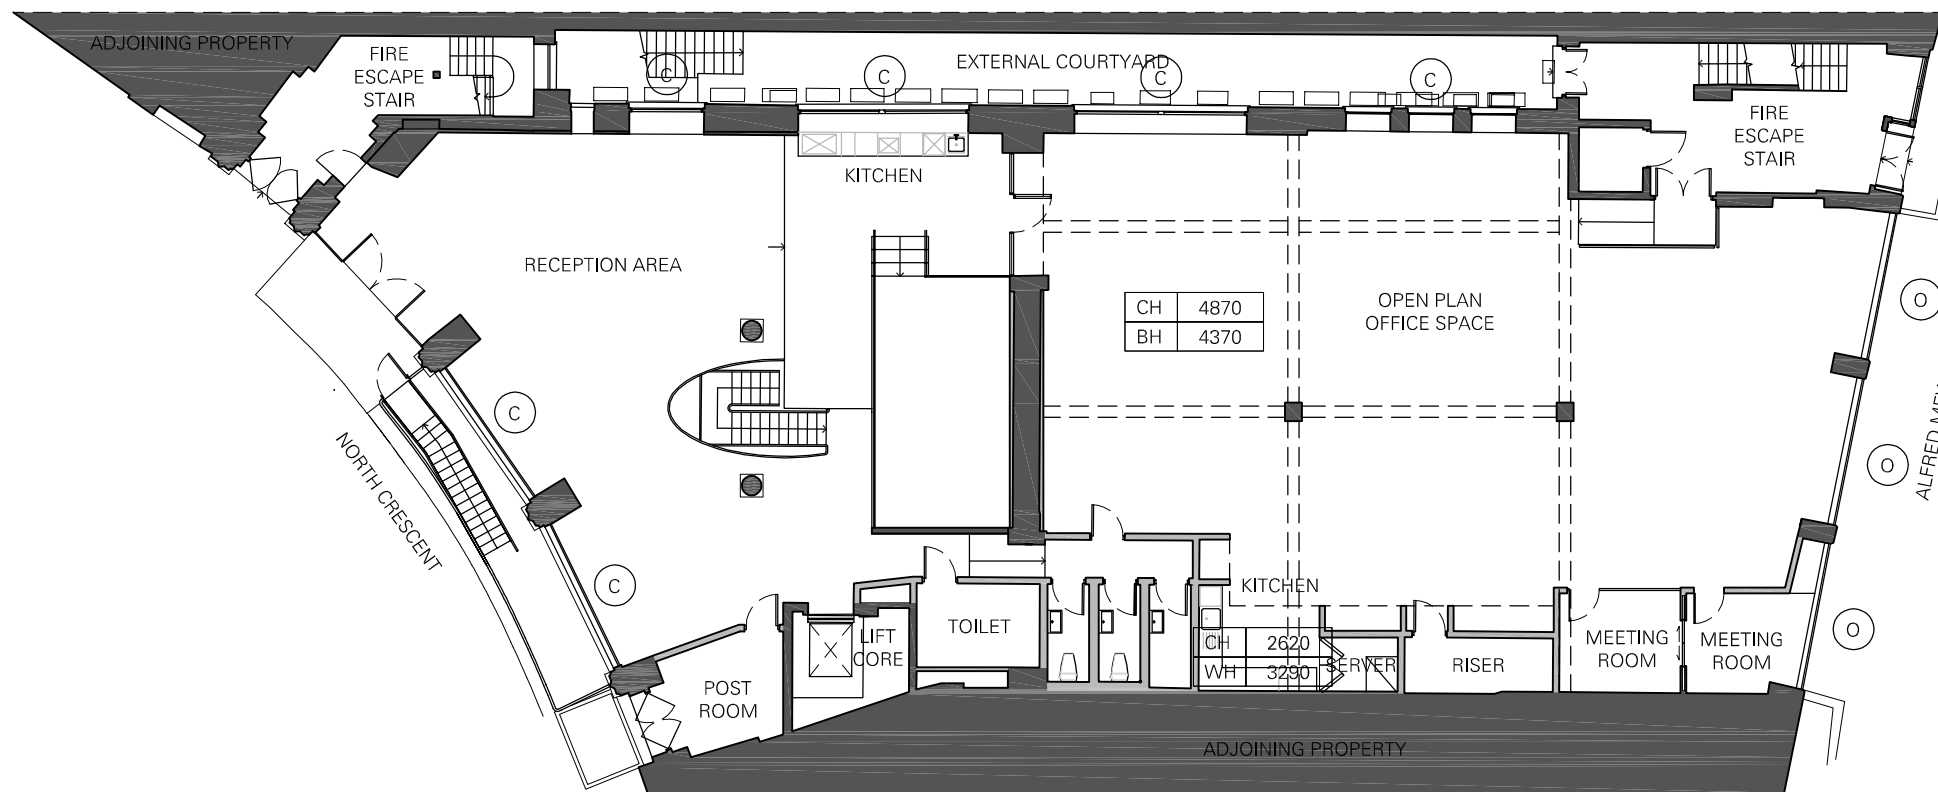 ADJOINING PROPERTY
FIRE
ESCAPE
STAIR
EXTERNAL COURTYARD
C
C
C
C
FIRE
ESCAPE
STAIR
KITCHEN
RECEPTION AREA
CH 4870
BH 4370
OPEN PLAN
OFFICE SPACE
O
C
O
ALFRED
NORTH CRESCENT
C
KITCHEN
O
TOILET
LIFT
CORE
CH 2620
WH 3290
SERVER
RISER
MEETING
ROOM
MEETING
ROOM
POST
ROOM
ADJOINING PROPERTY